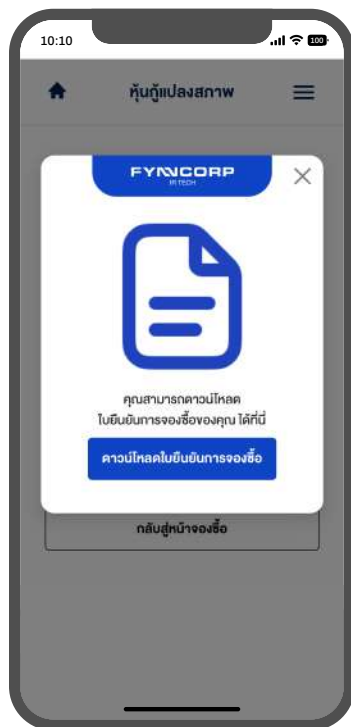 10:10
100
หุ้นกู้แปลงสภาพ
FYNNCORP
IR TECH
คุณสามารถดาวน์โหลด
ใบยืนยันการจองซื้อของคุณ ได้ที่นี่
ดาวน์โหลดใบยืนยันการจองซื้อ
กลับสู่หน้าจองซื้อ